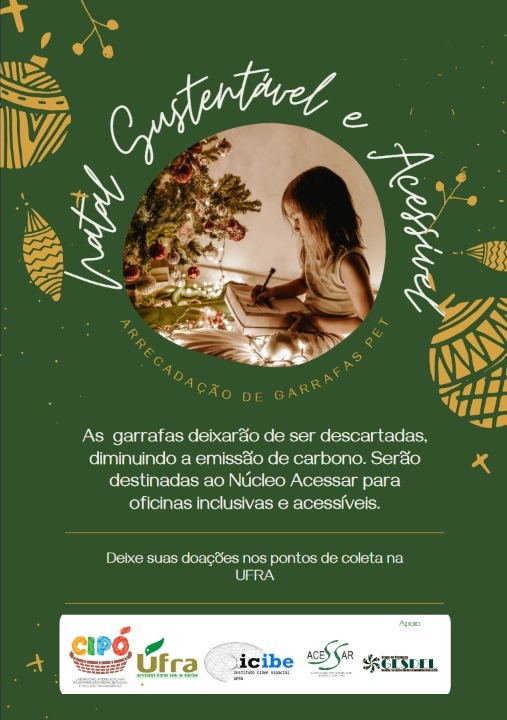 Natal Sustentável e Acessível
ARRECADAÇÃO DE GARRAFAS PET
As garrafas deixarão de ser descartadas,
diminuindo a emissão de carbono. Serão
destinadas ao Núcleo Acessar para
oficinas inclusivas e acessíveis.
Deixe suas doações nos pontos de coleta na
UFRA
Apoio
CIPÓ
Ufra
icibe
Instituto Ciber Espacial
UFRA
ACESSAR
GESDEL